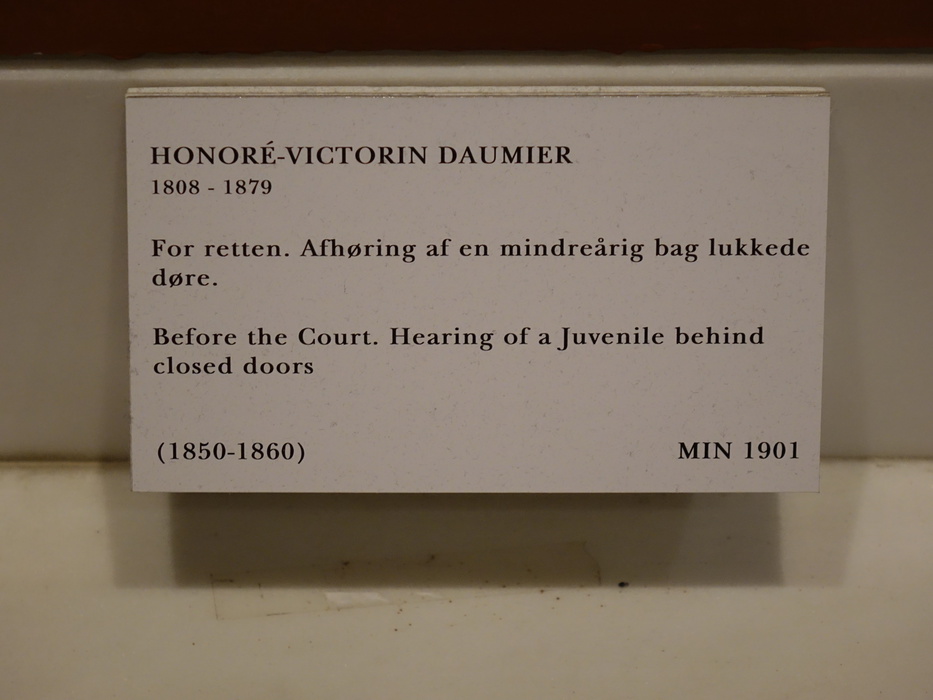 HONORÉ-VICTORIN DAUMIER
1808 - 1879
For retten. Afhøring af en mindreårig bag lukkede
døre.
Before the Court. Hearing of a Juvenile behind
closed doors
(1850-1860) MIN 1901